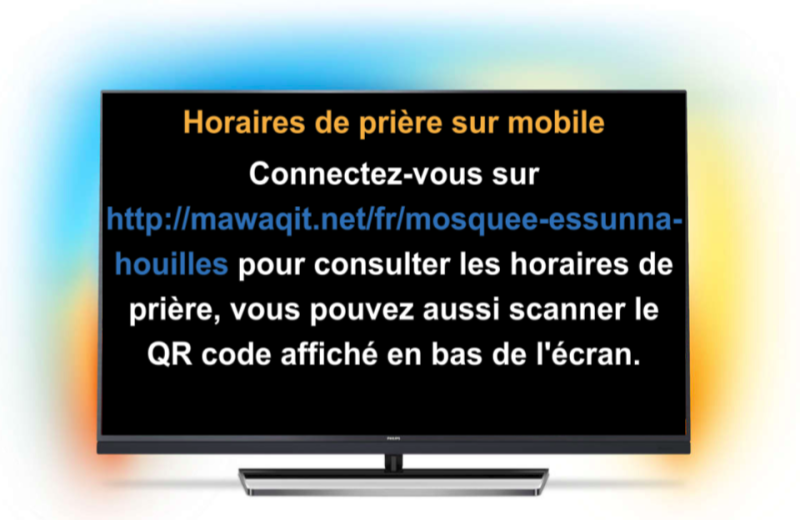 Horaires de prière sur mobile
Connectez-vous sur
http://mawaqit.net/fr/mosquee-essunna-
houilles pour consulter les horaires de
prière, vous pouvez aussi scanner le
QR code affiché en bas de l'écran.
PHILIPS